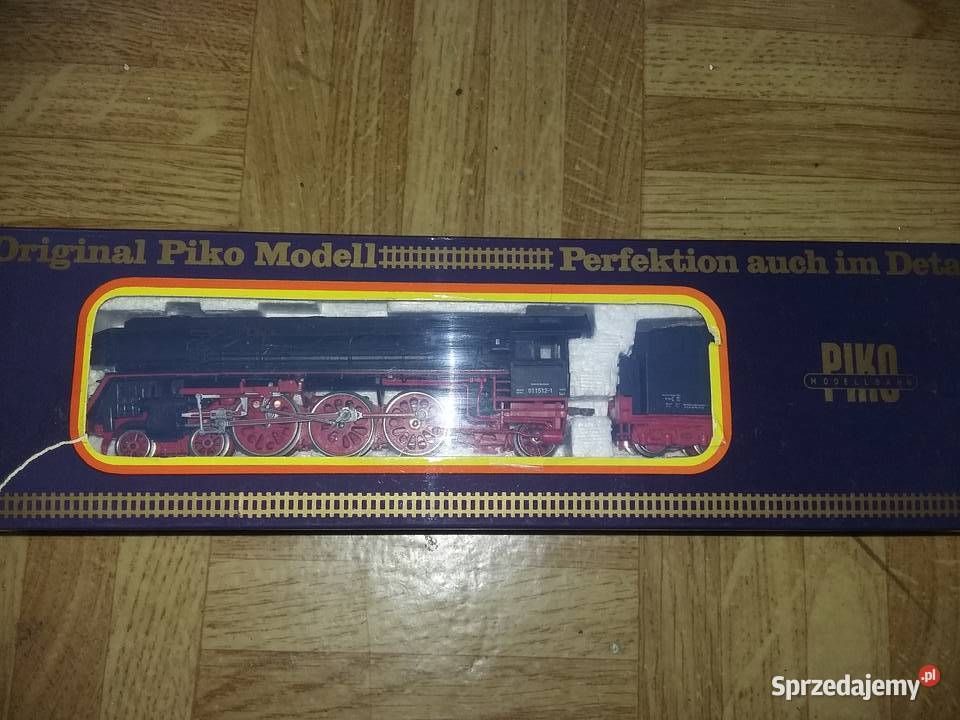 Original Piko Modell Perfektion auch im Deta
PIKO
MODELLBAHN
01 1512-1
Sprzedajemy.pl